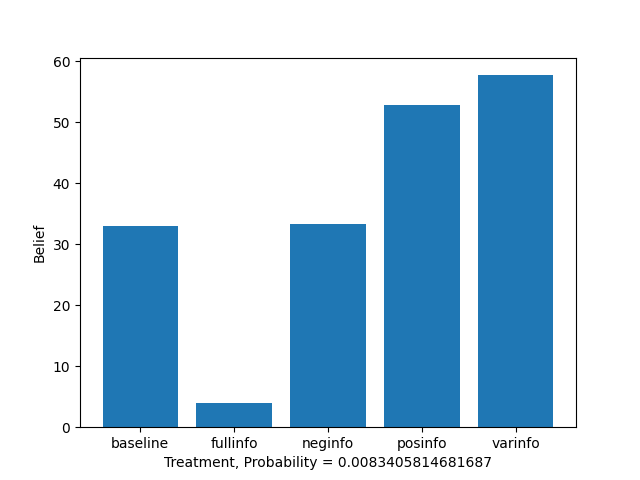 60
50
40
30
20
10
0
Belief
baseline fullinfo neginfo posinfo varinfo
Treatment, Probability = 0.0083405814681687